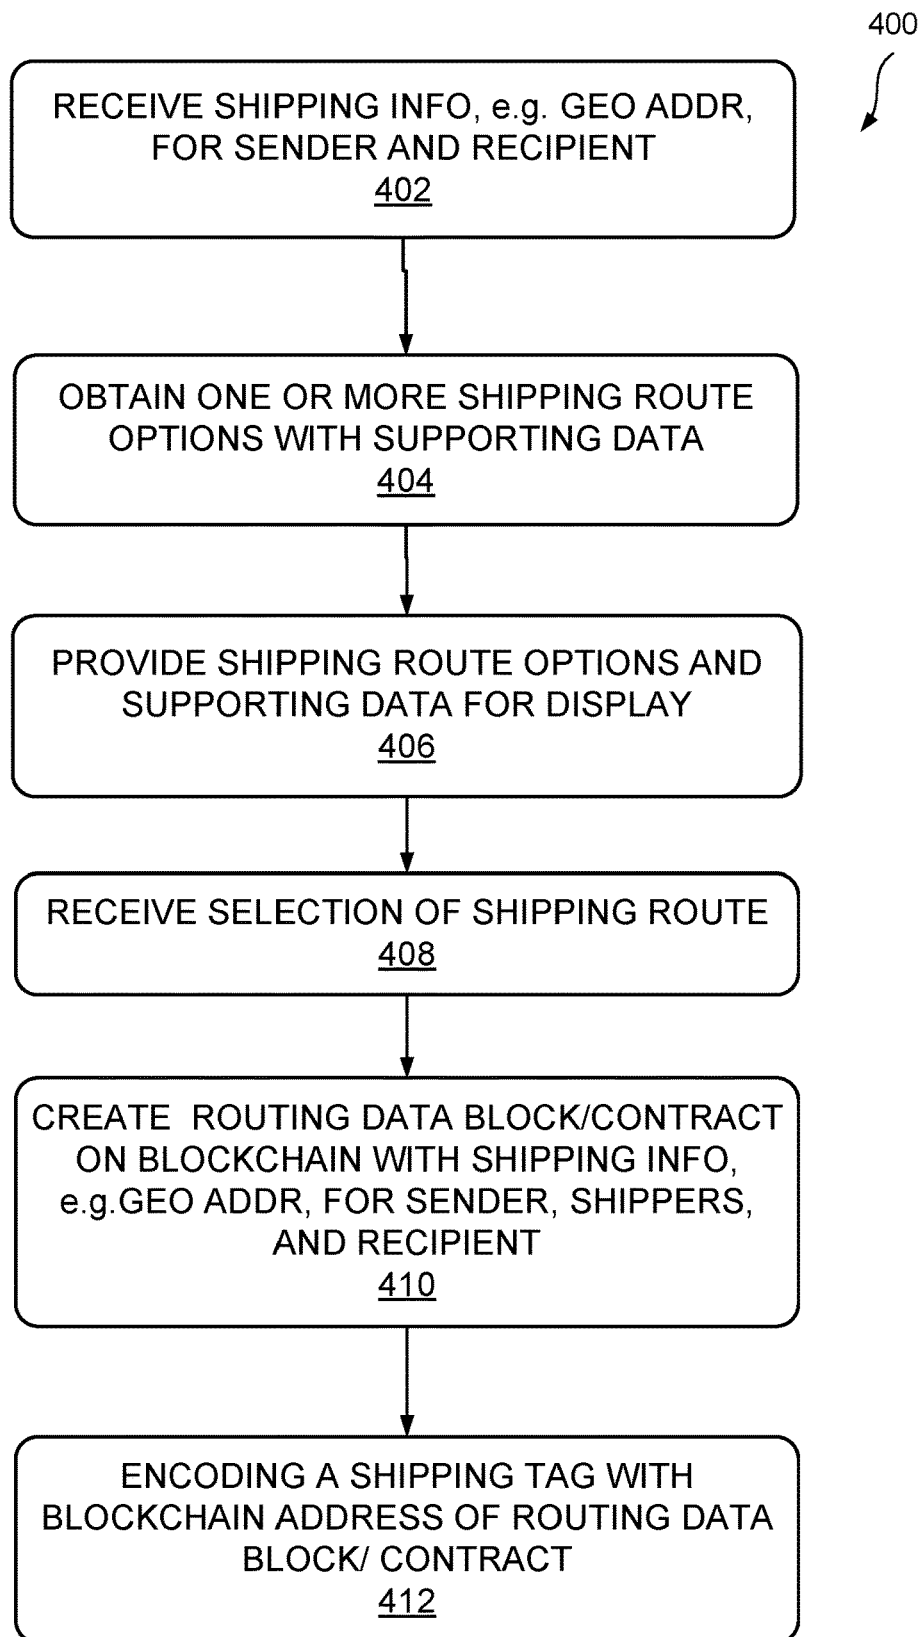 400
RECEIVE SHIPPING INFO, e.g. GEO ADDR,
FOR SENDER AND RECIPIENT
402
OBTAIN ONE OR MORE SHIPPING ROUTE
OPTIONS WITH SUPPORTING DATA
404
PROVIDE SHIPPING ROUTE OPTIONS AND
SUPPORTING DATA FOR DISPLAY
406
RECEIVE SELECTION OF SHIPPING ROUTE
408
CREATE ROUTING DATA BLOCK/CONTRACT
ON BLOCKCHAIN WITH SHIPPING INFO,
e.g.GEO ADDR, FOR SENDER, SHIPPERS,
AND RECIPIENT
410
ENCODING A SHIPPING TAG WITH
BLOCKCHAIN ADDRESS OF ROUTING DATA
BLOCK/ CONTRACT
412